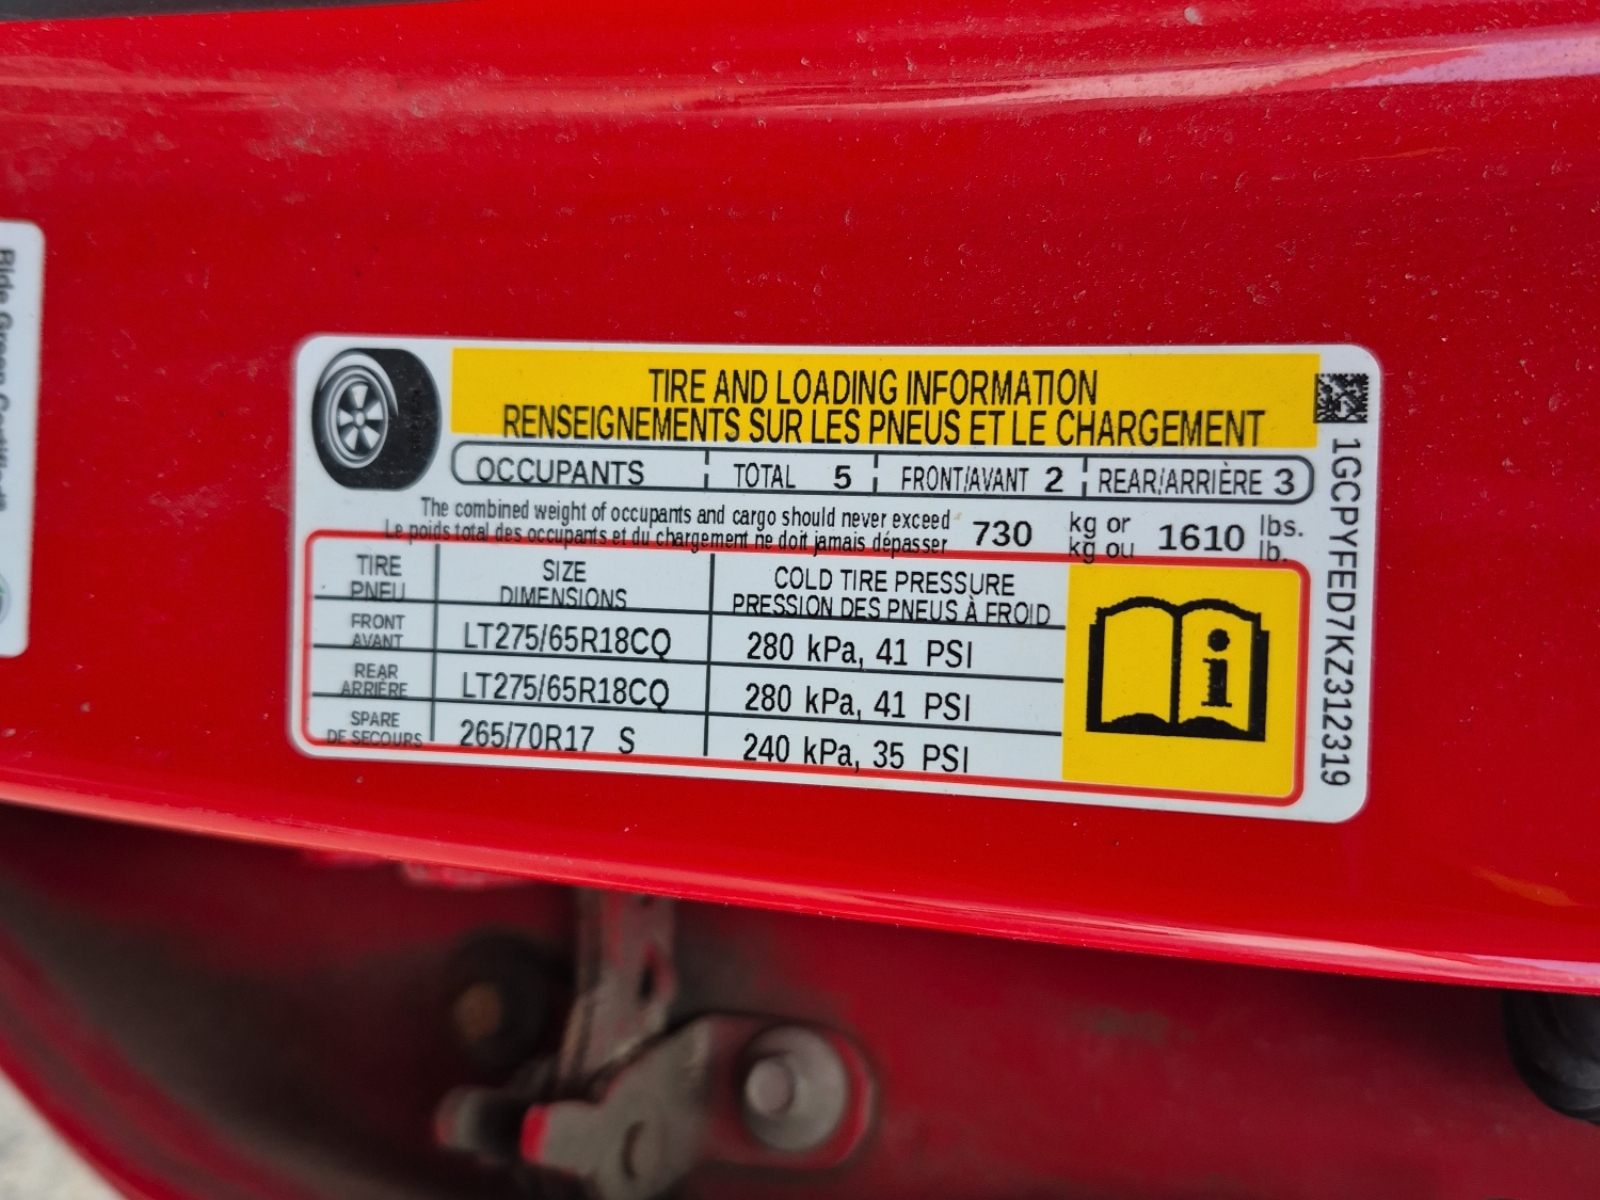 TIRE AND LOADING INFORMATION
RENSEIGNEMENTS SUR LES PNEUS ET LE CHARGEMENT
OCCUPANTS TOTAL 5 FRONT/AVANT 2 REAR/ARRIÈRE 3
The combined weight of occupants and cargo should never exceed 730 kg or 1610 lbs.
Le poids total des occupants et du chargement ne doit jamais dépasser kg ou lb.
TIRE SIZE COLD TIRE PRESSURE
PNEU DIMENSIONS PRESSION DES PNEUS À FROID
FRONT
AVANT LT275/65R18CQ 280 kPa, 41 PSI
REAR
ARRIÈRE LT275/65R18CQ 280 kPa, 41 PSI
SPARE
DE SECOURS 265/70R17 S 240 kPa, 35 PSI
i
1GCPYFED7KZ312319
Ride Green